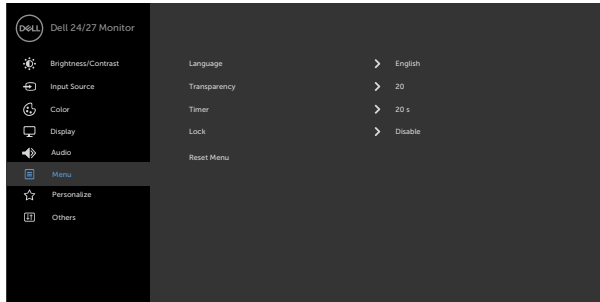 DELL Dell 24/27 Monitor
Brightness/Contrast
Input Source
Color
Display
Audio
Menu
Personalize
Others
Language English
Transparency 20
Timer 20 s
Lock Disable
Reset Menu